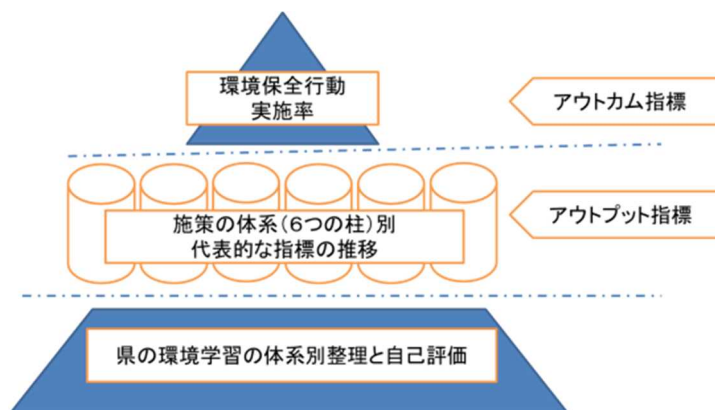 環境保全行動
実施率
アウトカム指標
施策の体系(6つの柱)別
代表的な指標の推移
アウトプット指標
県の環境学習の体系別整理と自己評価